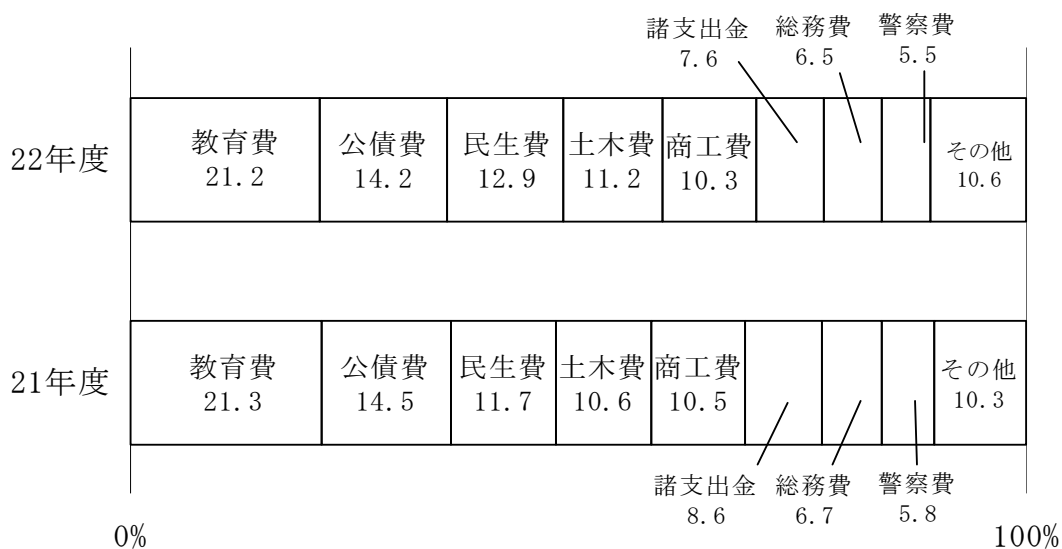 諸支出金
7.6
総務費
6.5
警察費
5.5
22年度
教育費
21.2
公債費
14.2
民生費
12.9
土木費
11.2
商工費
10.3
その他
10.6
21年度
教育費
21.3
公債費
14.5
民生費
11.7
土木費
10.6
商工費
10.5
その他
10.3
諸支出金
8.6
総務費
6.7
警察費
5.8
0%
100%